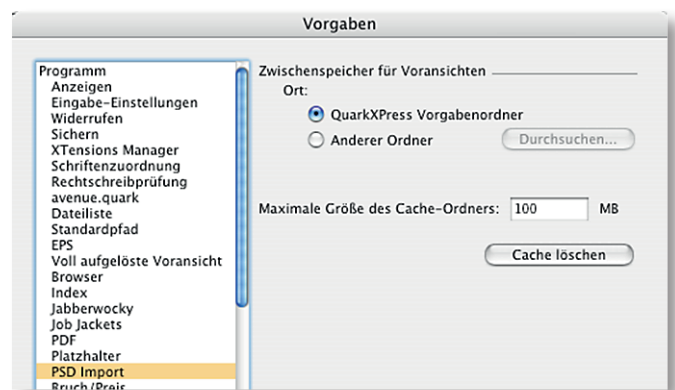 Vorgaben
Programm
Anzeigen
Eingabe-Einstellungen
Widerrufen
Sichern
XTensions Manager
Schriftenzuordnung
Rechtschreibprüfung
avenue.quark
Dateiliste
Standardpfad
EPS
Voll aufgelöste Voransicht
Browser
Index
Jabberwocky
Job Jackets
PDF
Platzhalter
PSD Import
Bruch/Preis
Zwischenspeicher für Voransichten
Ort:
QuarkXPress Vorgabenordner
Anderer Ordner
Durchsuchen...
Maximale Größe des Cache-Ordners: 100 MB
Cache löschen